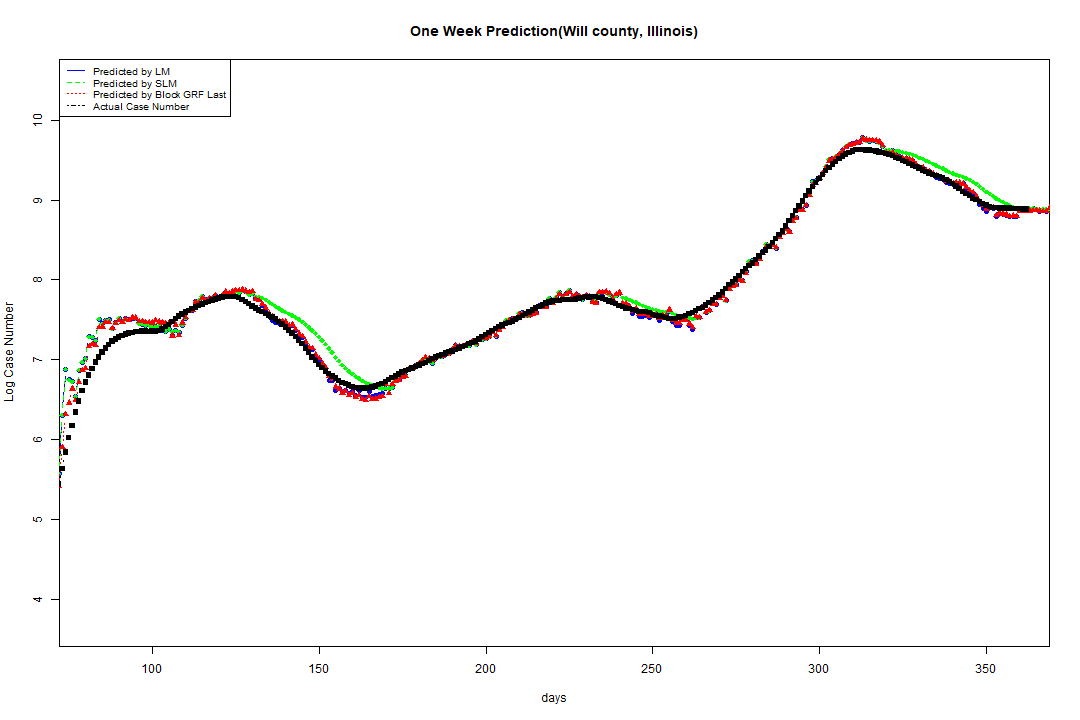 One Week Prediction(Will county, Illinois)
Predicted by LM
Predicted by SLM
Predicted by Block GRF Last
Actual Case Number
10
9
8
7
6
5
4
Log Case Number
100 150 200 250 300 350
days